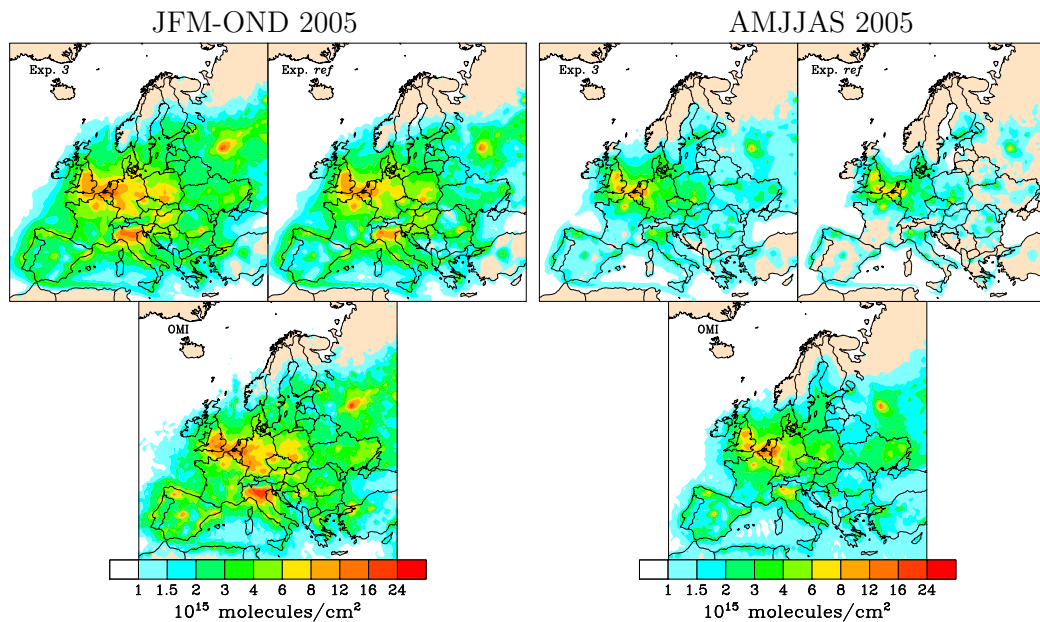 JFM-OND 2005
AMJJAS 2005
Exp. 3
Exp. ref
Exp. 3
Exp. ref
OMI
OMI
1 1.5 2 3 4 6 8 12 16 24
10¹⁵ molecules/cm²
1 1.5 2 3 4 6 8 12 16 24
10¹⁵ molecules/cm²